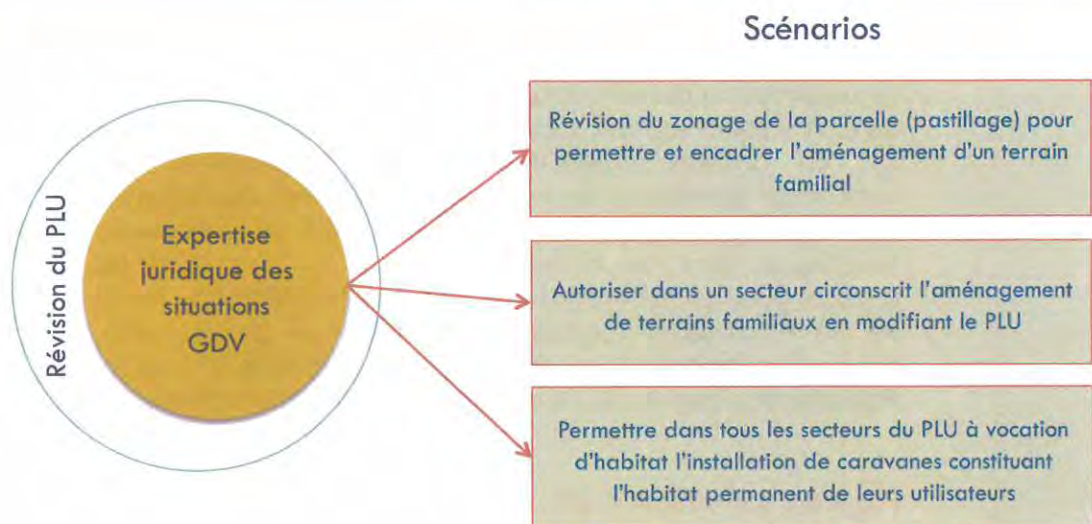 Scénarios
Révision du PLU
Expertise
juridique des
situations
GDV
Révision du zonage de la parcelle (pastillage) pour
permettre et encadrer l'aménagement d'un terrain
familial
Autoriser dans un secteur circonscrit l'aménagement
de terrains familiaux en modifiant le PLU
Permettre dans tous les secteurs du PLU à vocation
d'habitat l'installation de caravanes constituant
l'habitat permanent de leurs utilisateurs